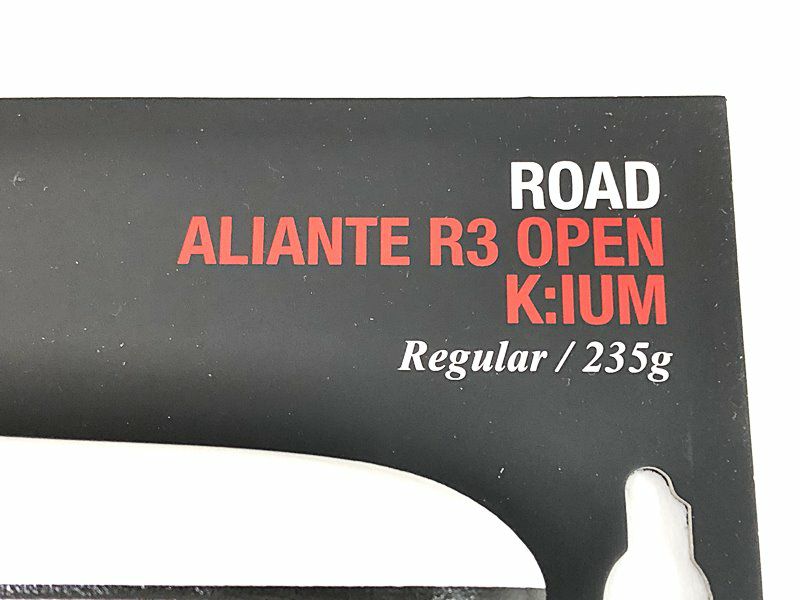 ROAD
ALIANTE R3 OPEN
K:IUM
Regular / 235g